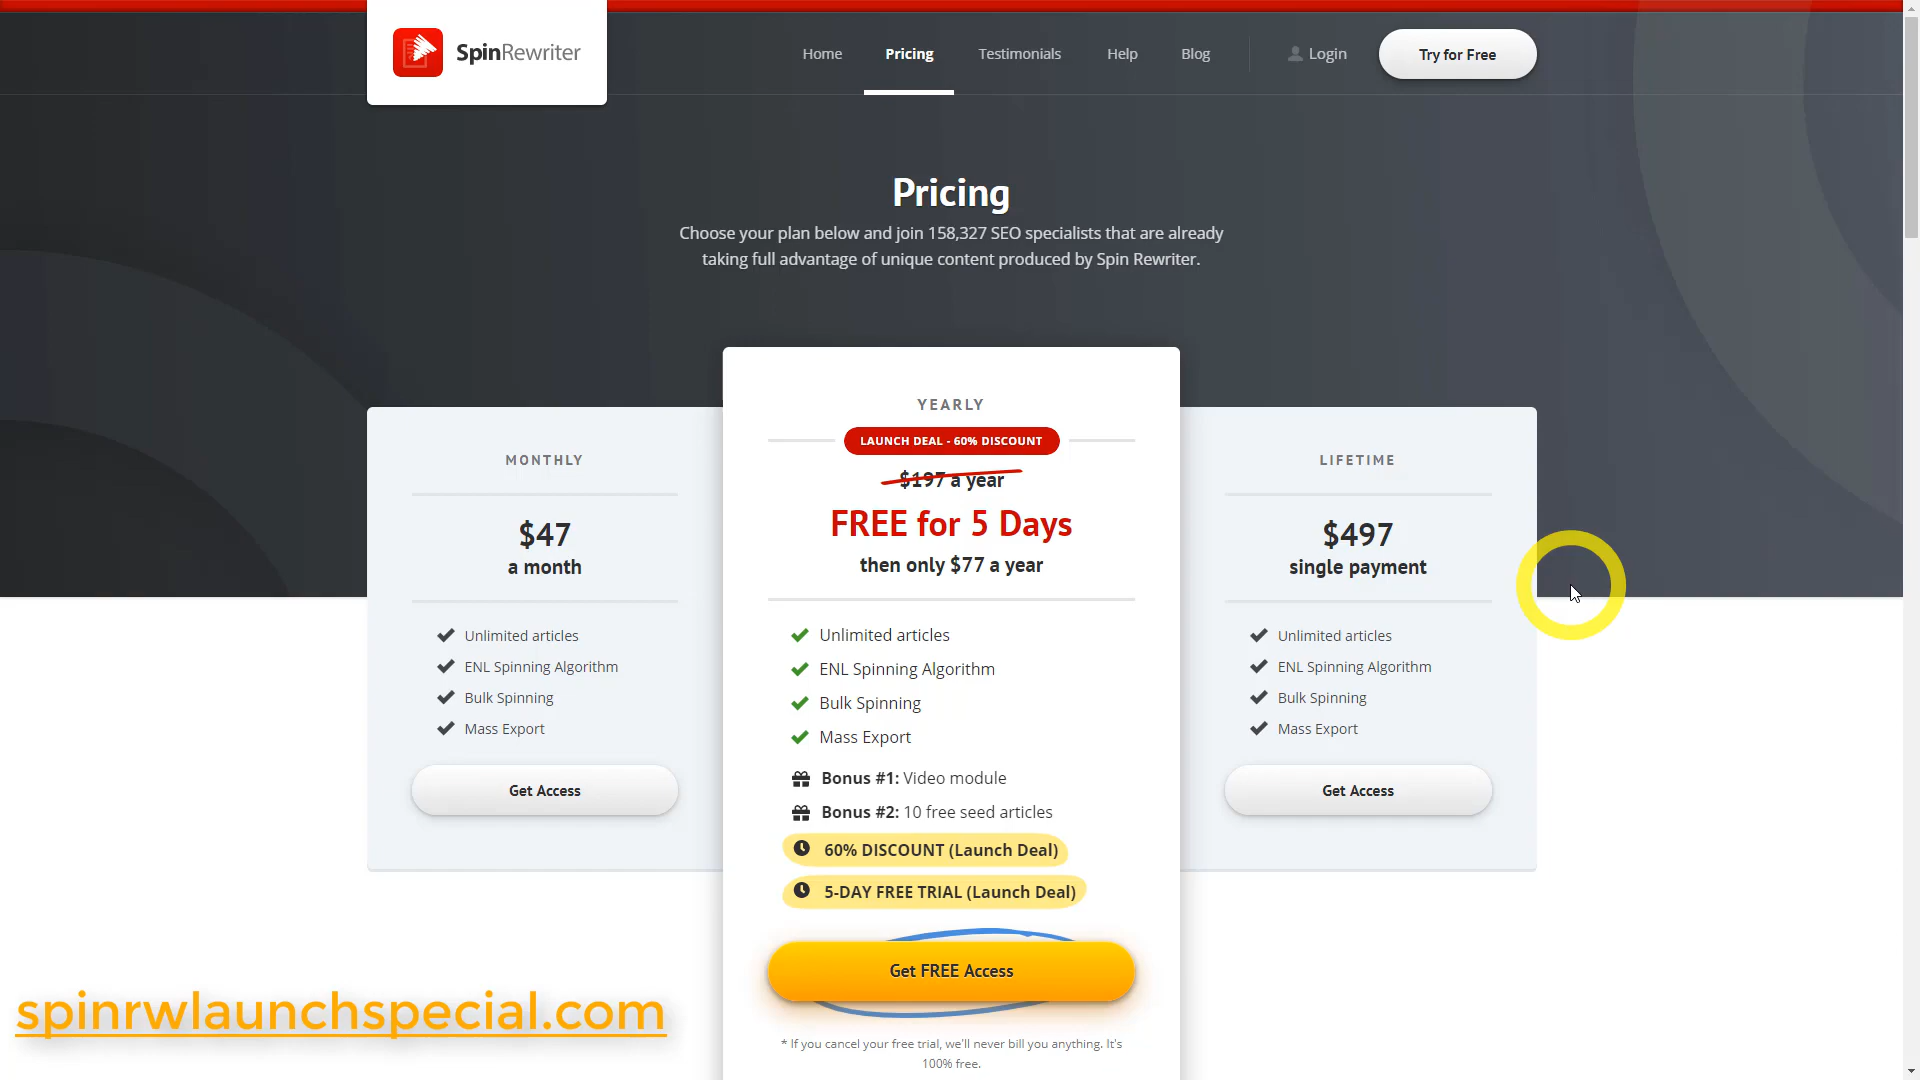 SpinRewriter
Home
Pricing
Testimonials
Help
Blog
Login
Try for Free
Pricing
Choose your plan below and join 158,327 SEO specialists that are already
taking full advantage of unique content produced by Spin Rewriter.
MONTHLY
$47
a month
Unlimited articles
ENL Spinning Algorithm
Bulk Spinning
Mass Export
Get Access
YEARLY
LAUNCH DEAL - 60% DISCOUNT
$197 a year
FREE for 5 Days
then only $77 a year
Unlimited articles
ENL Spinning Algorithm
Bulk Spinning
Mass Export
Bonus #1: Video module
Bonus #2: 10 free seed articles
60% DISCOUNT (Launch Deal)
5-DAY FREE TRIAL (Launch Deal)
Get FREE Access
* If you cancel your free trial, we'll never bill you anything. It's
100% free.
LIFETIME
$497
single payment
Unlimited articles
ENL Spinning Algorithm
Bulk Spinning
Mass Export
Get Access
spinrwlaunchspecial.com